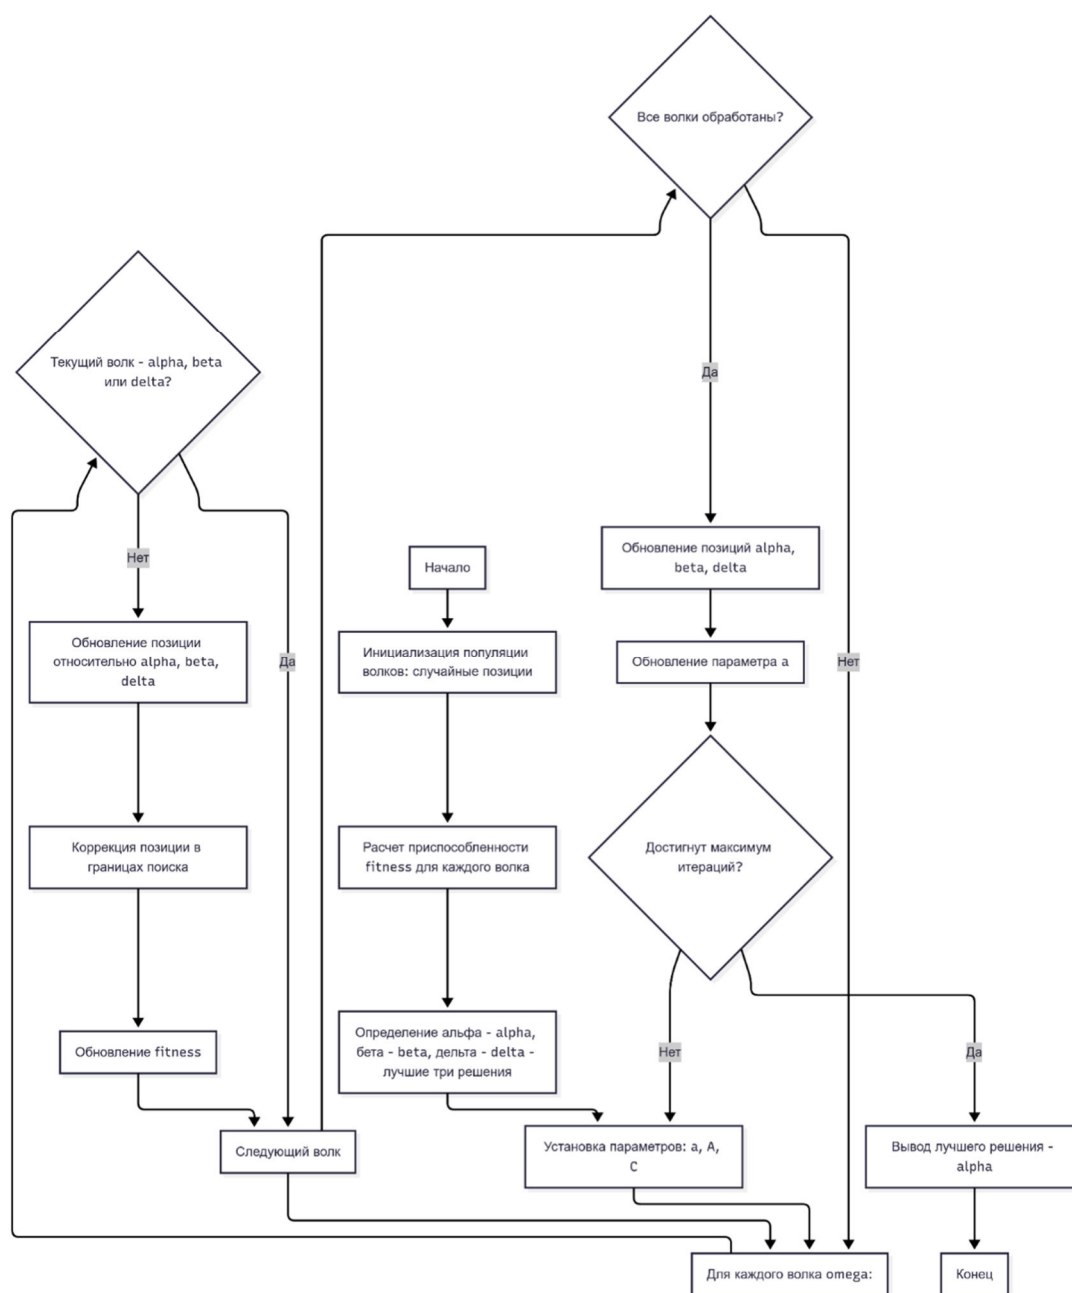 Все волки обработаны?
Текущий волк - alpha, beta
или delta?
Да
Обновление позиций alpha,
beta, delta
Нет
Начало
Обновление позиции
относительно alpha, beta,
delta
Да
Инициализация популяции
волков: случайные позиции
Обновление параметра a
Нет
Коррекция позиции в
границах поиска
Расчет приспособленности
fitness для каждого волка
Достигнут максимум
итераций?
Обновление fitness
Определение альфа - alpha,
бета - beta, дельта - delta -
лучшие три решения
Нет
Да
Следующий волк
Установка параметров: a, A,
C
Вывод лучшего решения -
alpha
Для каждого волка omega:
Конец